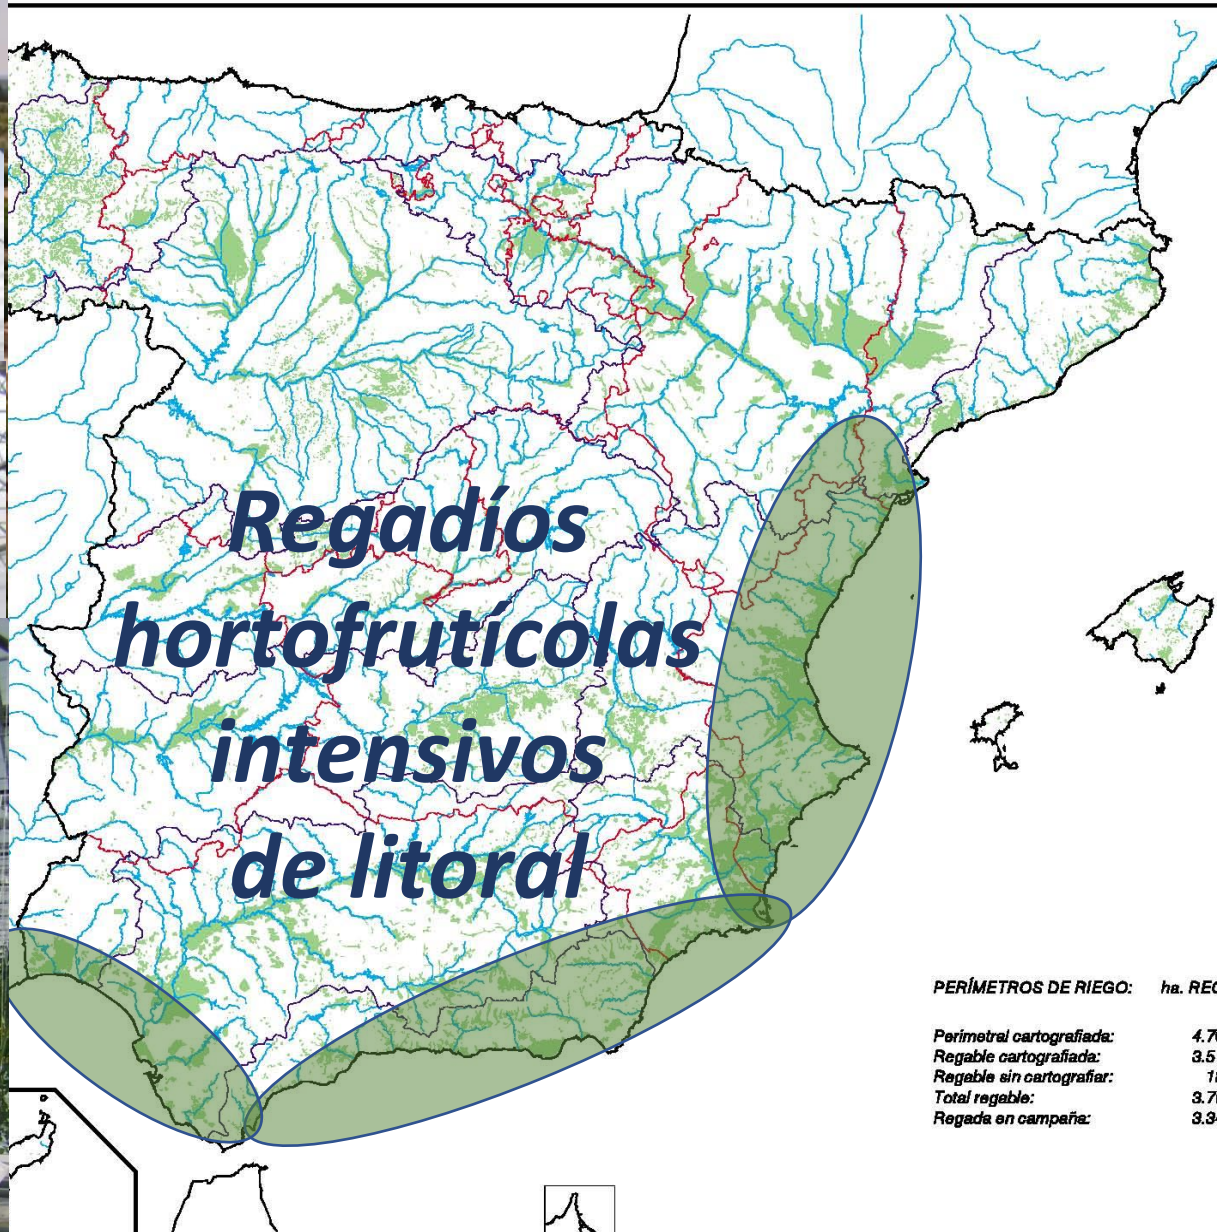 Regadíos
hortofrutícolas
intensivos
de litoral
PERÍMETROS DE RIEGO: ha.
Perimetral cartografiada:
Regable cartografiada:
Regable sin cartografiar:
Total regable:
Regada en campaña: